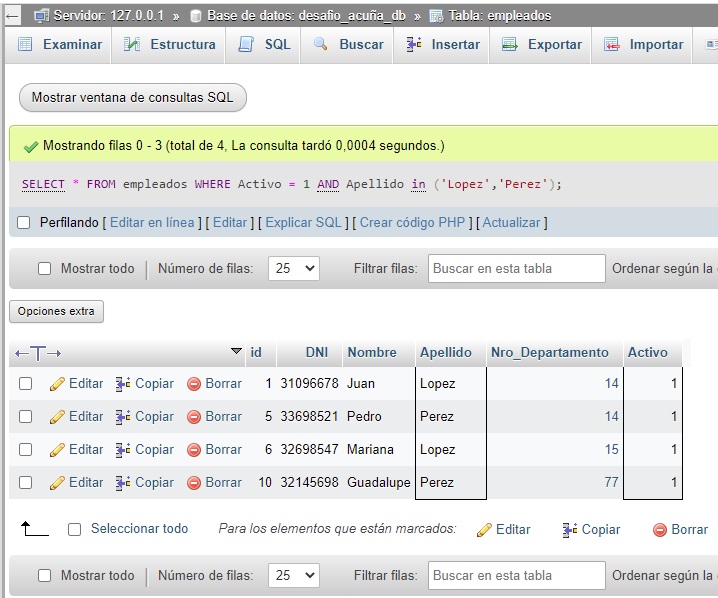 Servidor: 127.0.0.1 » Base de datos: desafio_acuña_db » Tabla: empleados
Examinar Estructura SQL Buscar Insertar Exportar Importar
Mostrar ventana de consultas SQL
Mostrando filas 0 - 3 (total de 4, La consulta tardó 0,0004 segundos.)
SELECT * FROM empleados WHERE Activo = 1 AND Apellido in ('Lopez','Perez');
Perfilando [ Editar en línea ] [ Editar ] [ Explicar SQL ] [ Crear código PHP ] [ Actualizar ]
Mostrar todo Número de filas: 25 Filtrar filas: Buscar en esta tabla Ordenar según la
Opciones extra
←T→ id DNI Nombre Apellido Nro_Departamento Activo
Editar Copiar Borrar 1 31096678 Juan Lopez 14 1
Editar Copiar Borrar 5 33698521 Pedro Perez 14 1
Editar Copiar Borrar 6 32698547 Mariana Lopez 15 1
Editar Copiar Borrar 10 32145698 Guadalupe Perez 77 1
Seleccionar todo Para los elementos que están marcados: Editar Copiar Borrar
Mostrar todo Número de filas: 25 Filtrar filas: Buscar en esta tabla Ordenar según la